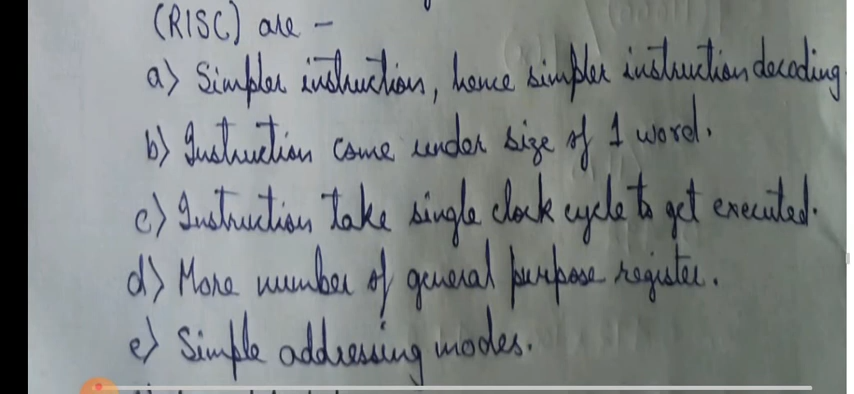 (RISC) are -
a) Simpler instruction, hence simpler instruction decoding.
b) Instruction come under size of 1 word.
c) Instruction take single clock cycle to get executed.
d) More number of general purpose register.
e) Simple addressing modes.